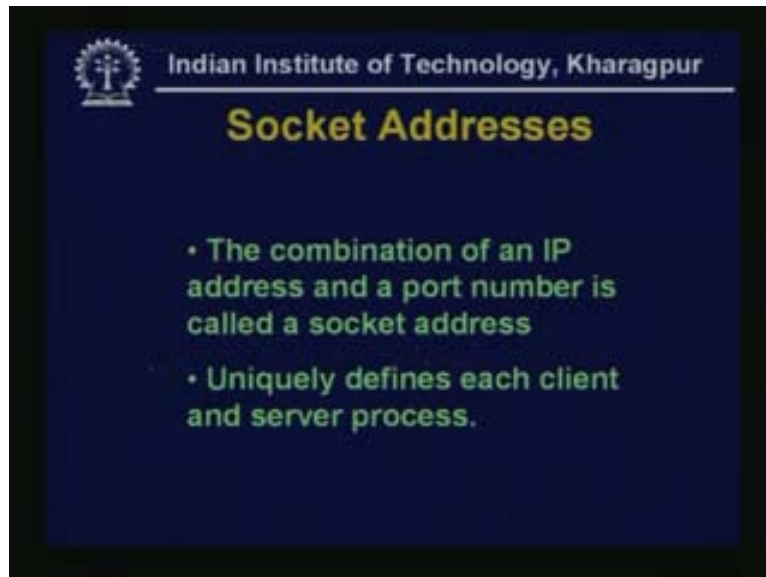 Indian Institute of Technology, Kharagpur
Socket Addresses
• The combination of an IP
address and a port number is
called a socket address
• Uniquely defines each client
and server process.